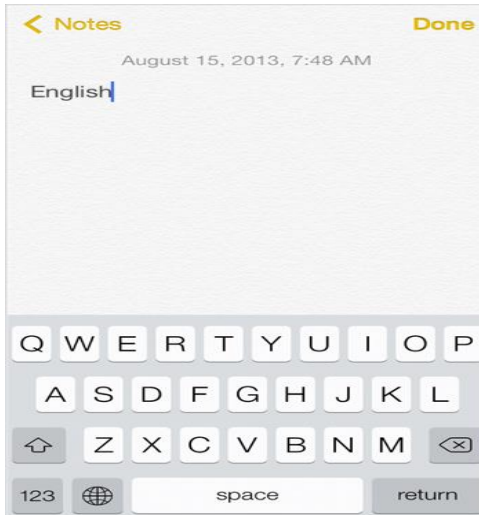 Notes Done
August 15, 2013, 7:48 AM
English
Q W E R T Y U I O P
A S D F G H J K L
Z X C V B N M
123 space return